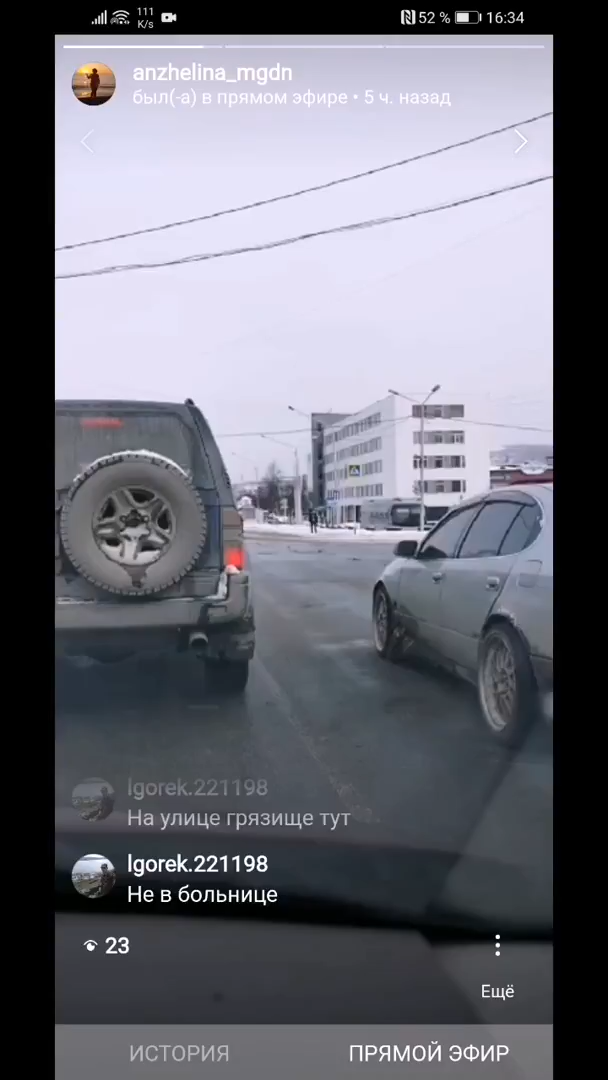 111
K/s
52 % 16:34
anzhelina_mgdn
был(-а) в прямом эфире • 5 ч. назад
Igorek.221198
На улице грязище тут
Igorek.221198
Не в больнице
23
Ещё
ИСТОРИЯ ПРЯМОЙ ЭФИР